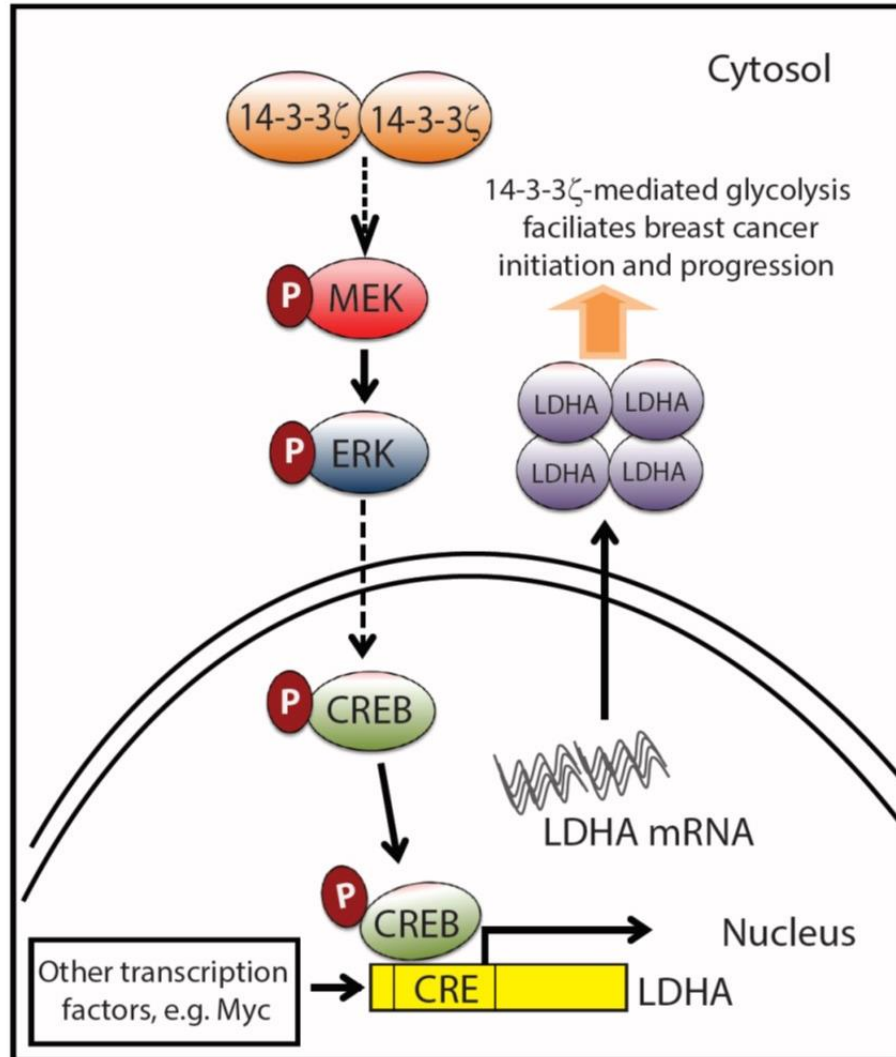 Cytosol
14-3-3ζ 14-3-3ζ
14-3-3ζ-mediated glycolysis
faciliates breast cancer
initiation and progression
P MEK
LDHA LDHA
P ERK
LDHA LDHA
P CREB
LDHA mRNA
P
CREB
Nucleus
Other transcription
factors, e.g. Myc
CRE
LDHA